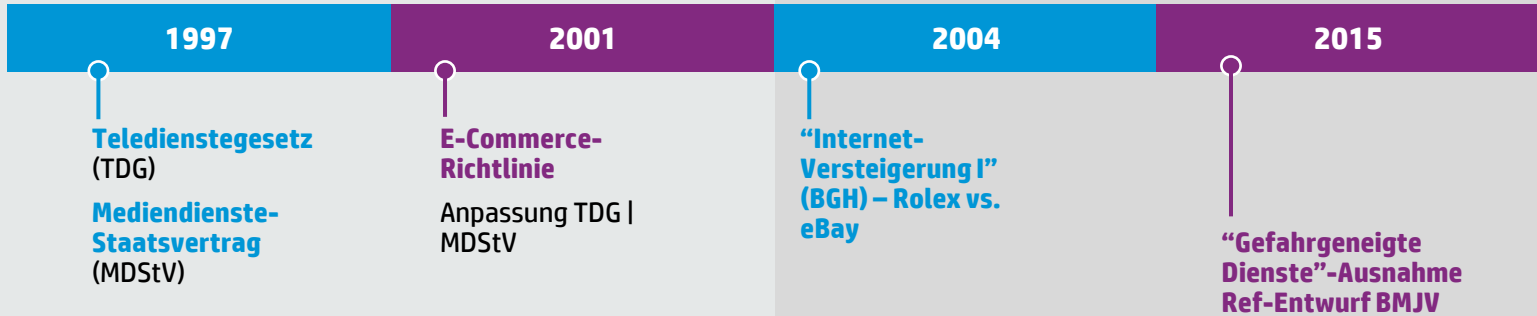 1997
2001
2004
2015
Teledienstegesetz
(TDG)
Mediendienste-
Staatsvertrag
(MDStV)
E-Commerce-
Richtlinie
Anpassung TDG |
MDStV
“Internet-
Versteigerung I”
(BGH) – Rolex vs.
eBay
“Gefahrgeneigte
Dienste”-Ausnahme
Ref-Entwurf BMJV